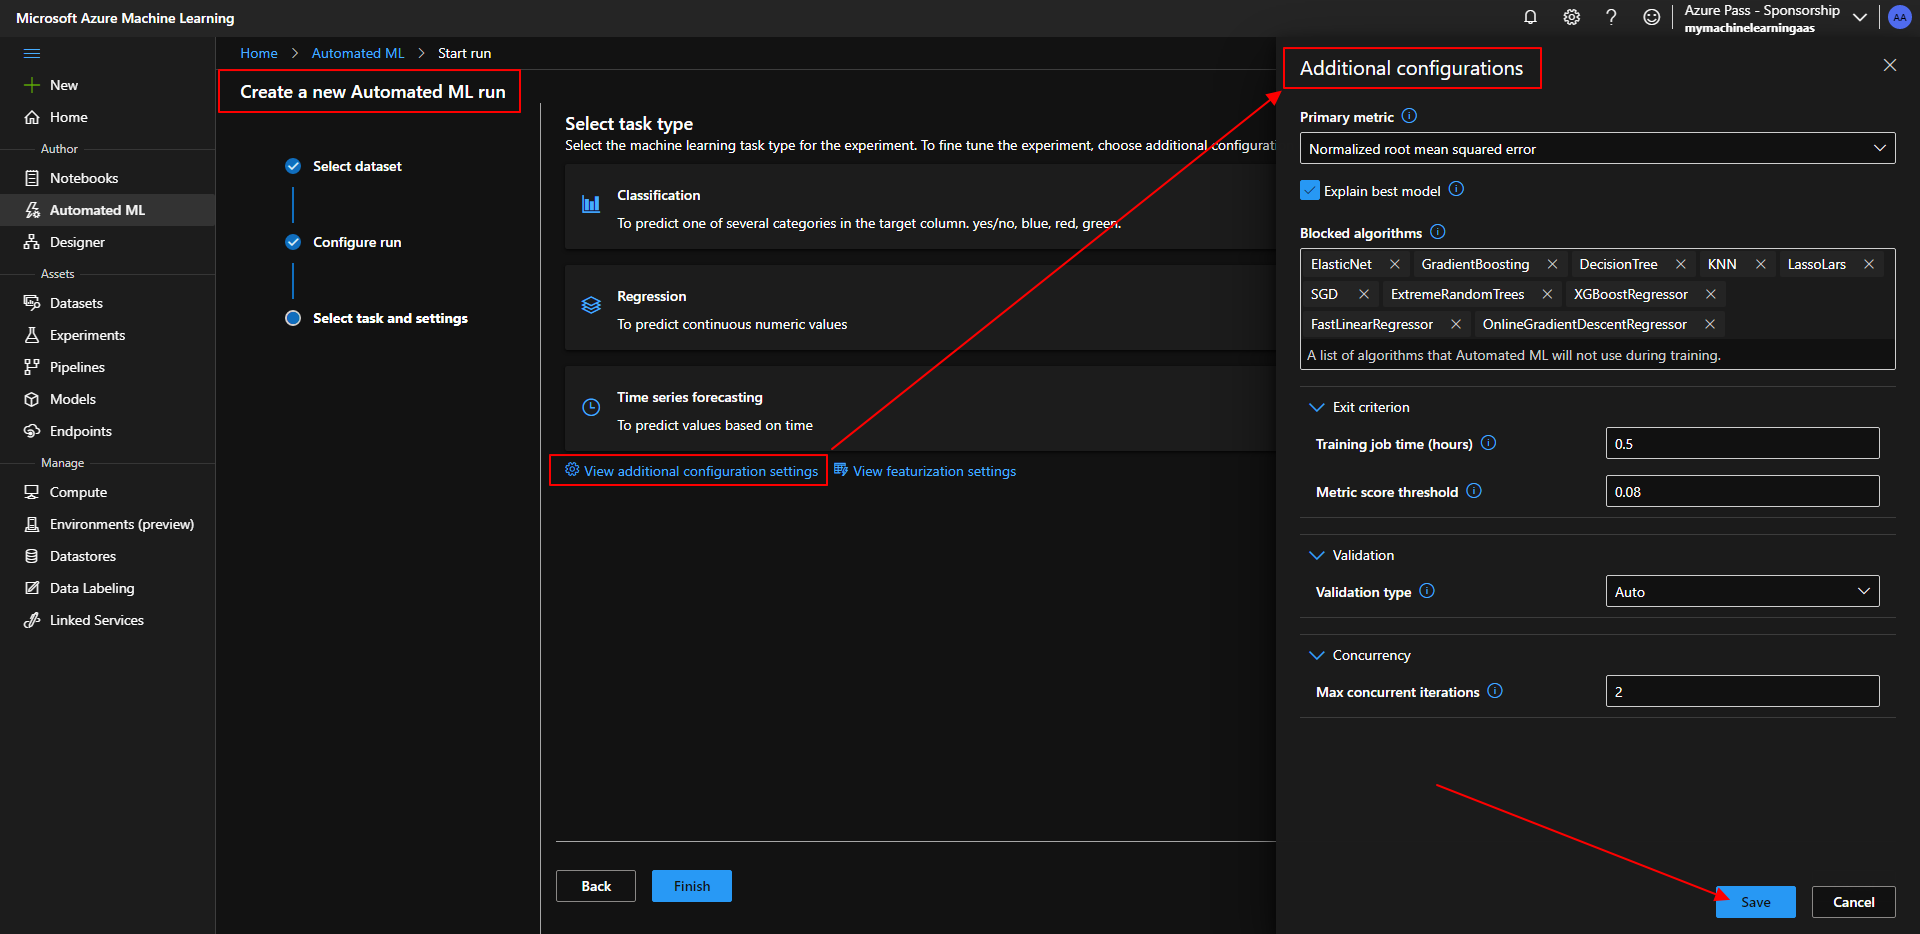 Microsoft Azure Machine Learning
Azure Pass - Sponsorship
mymachinelearningaas
AA
New
Home
Author
Notebooks
Automated ML
Designer
Assets
Datasets
Experiments
Pipelines
Models
Endpoints
Manage
Compute
Environments (preview)
Datastores
Data Labeling
Linked Services
Home > Automated ML > Start run
Create a new Automated ML run
Select dataset
Configure run
Select task and settings
Select task type
Select the machine learning task type for the experiment. To fine tune the experiment, choose additional configurati
Classification
To predict one of several categories in the target column. yes/no, blue, red, green.
Regression
To predict continuous numeric values
Time series forecasting
To predict values based on time
View additional configuration settings View featurization settings
Back Finish
Additional configurations
Primary metric
Normalized root mean squared error
Explain best model
Blocked algorithms
ElasticNet GradientBoosting DecisionTree KNN LassoLars
SGD ExtremeRandomTrees XGBoostRegressor
FastLinearRegressor OnlineGradientDescentRegressor
A list of algorithms that Automated ML will not use during training.
Exit criterion
Training job time (hours) 0.5
Metric score threshold 0.08
Validation
Validation type Auto
Concurrency
Max concurrent iterations 2
Save Cancel